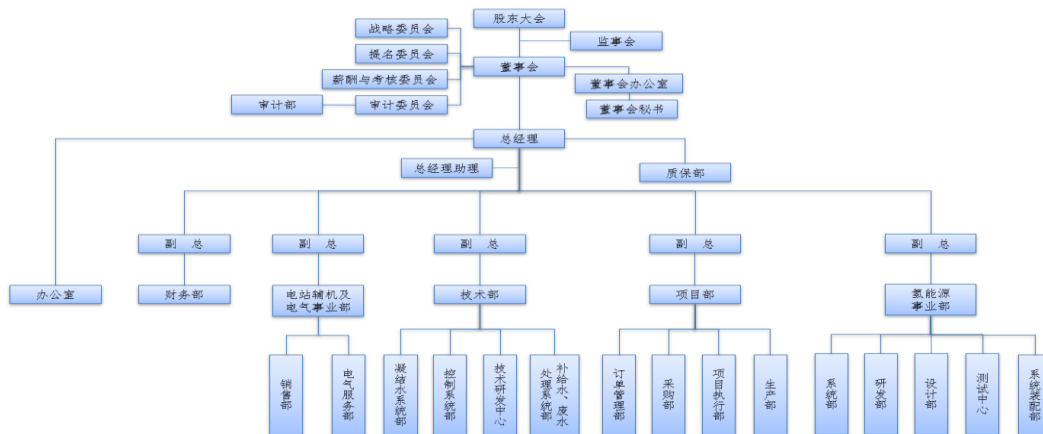 股东大会
战略委员会
监事会
提名委员会
董事会
薪酬与考核委员会
董事会办公室
审计部
审计委员会
董事会秘书
总经理
总经理助理
质保部
副 总
副 总
副 总
副 总
副 总
办公室
财务部
电站辅机及
电气事业部
技术部
项目部
氢能源
事业部
销售部
电气服务部
凝结水系统部
控制系统部
技术研发中心
补给水、废水
处理系统部
订单管理部
采购部
项目执行部
生产部
系统部
研发部
设计部
测试中心
系统装配部